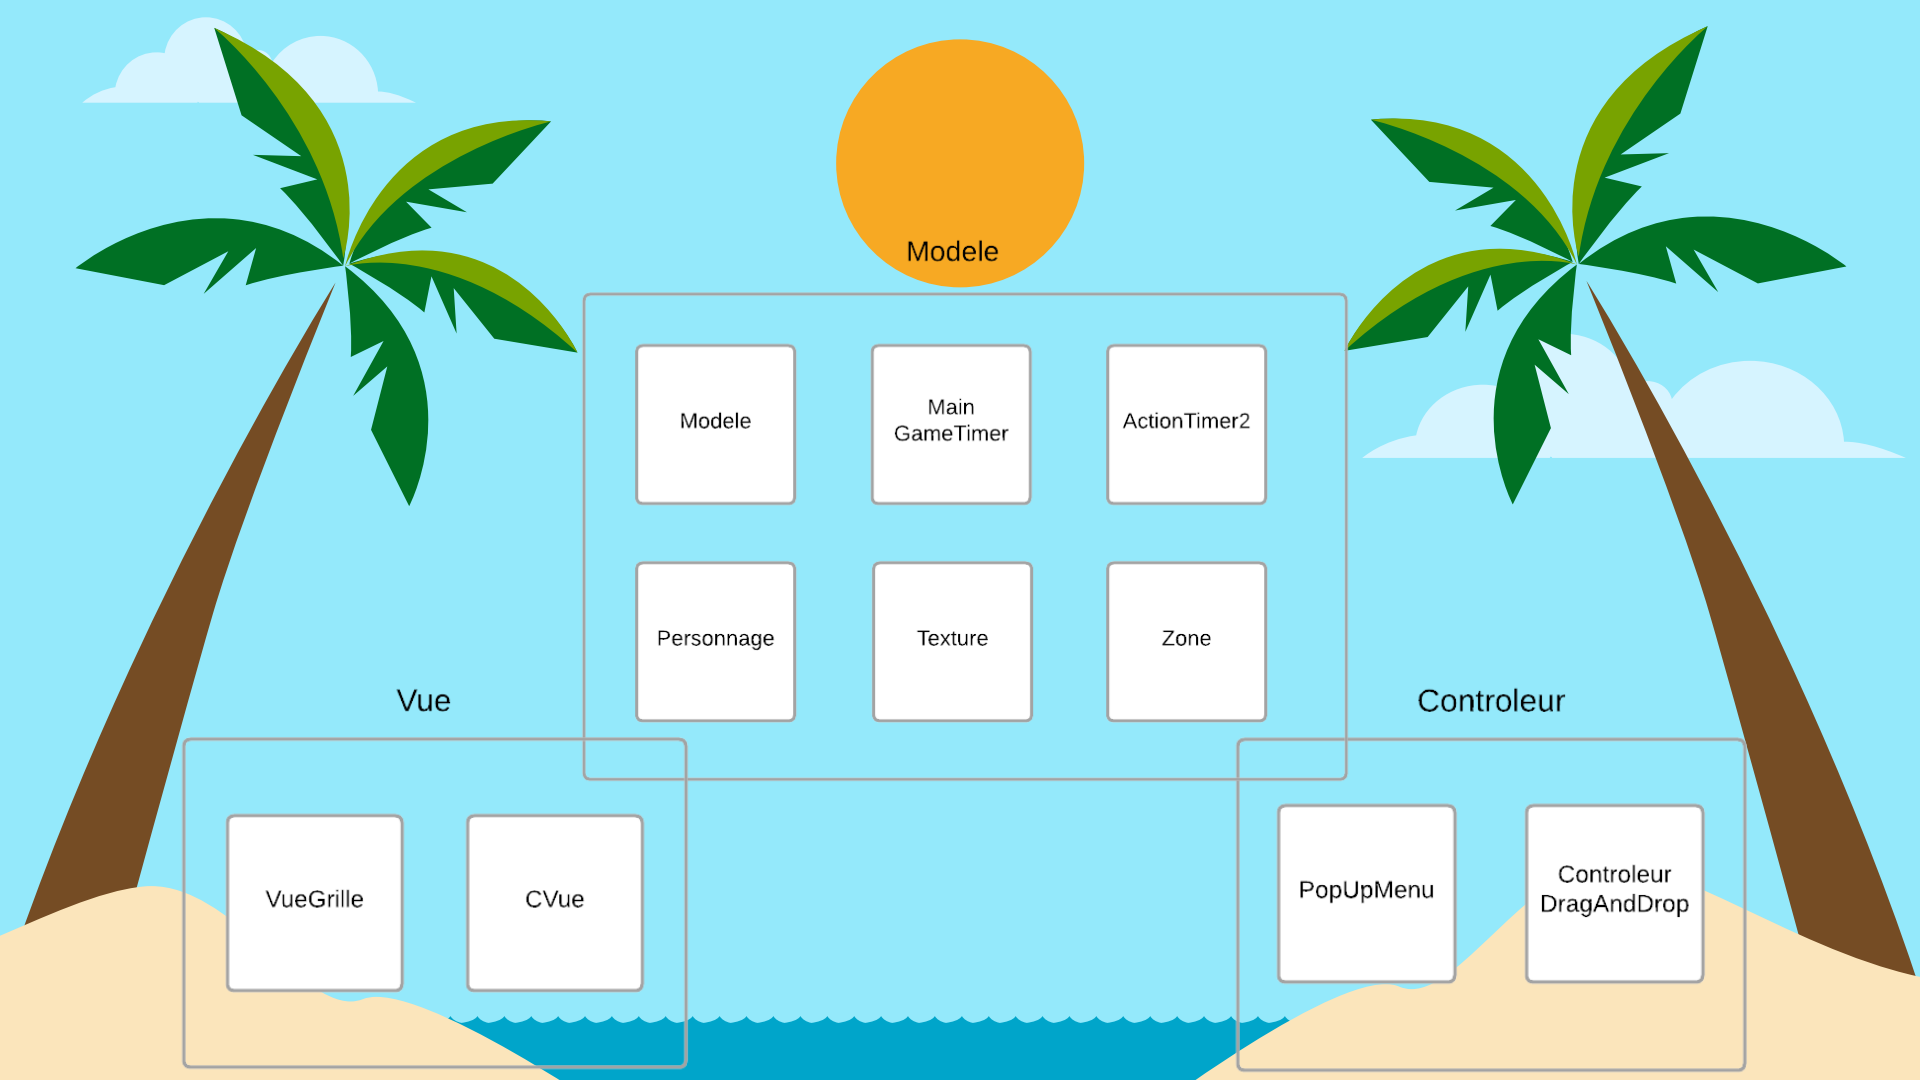 Modele
Modele
Main
GameTimer
ActionTimer2
Personnage
Texture
Zone
Vue
VueGrille
CVue
Controleur
PopUpMenu
Controleur
DragAndDrop